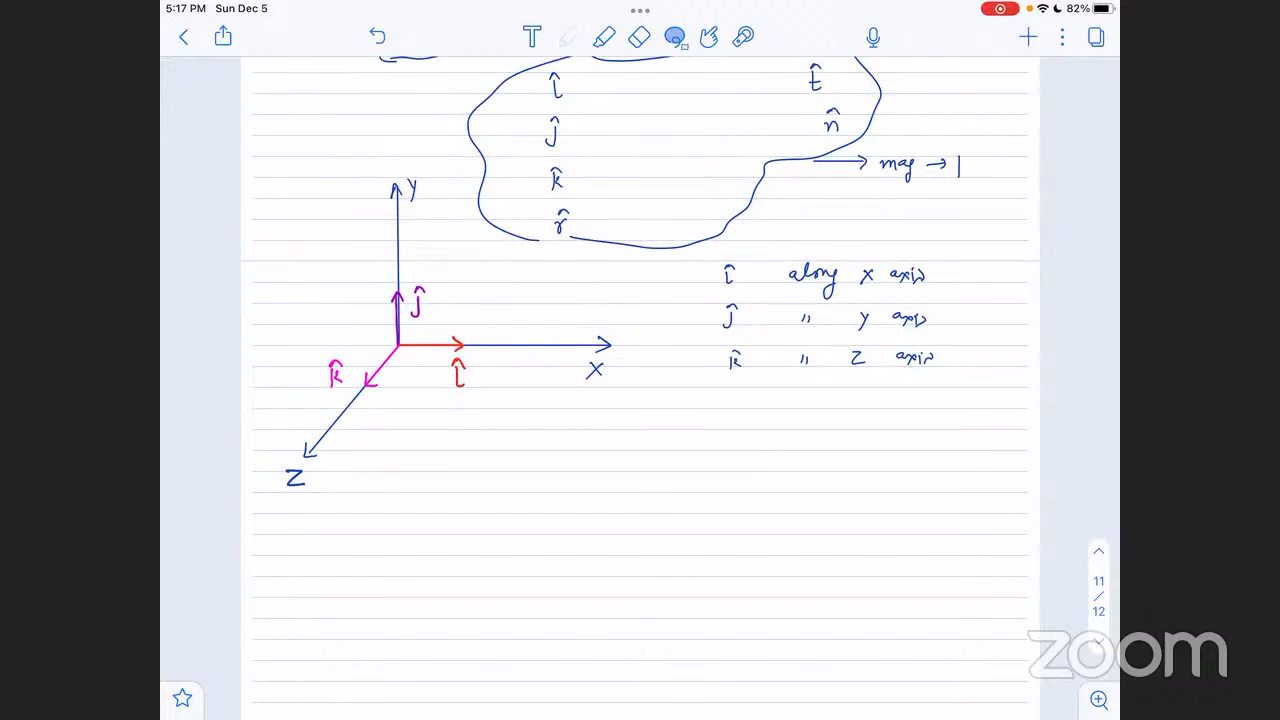 5:17 PM Sun Dec 5
82%
T
î
t̂
ĵ
n̂
k̂
mag → 1
r̂
Y
î along X axis
ĵ
ĵ " Y axis
k̂ " Z axis
k̂
î
X
Z
11
/
12
zoom